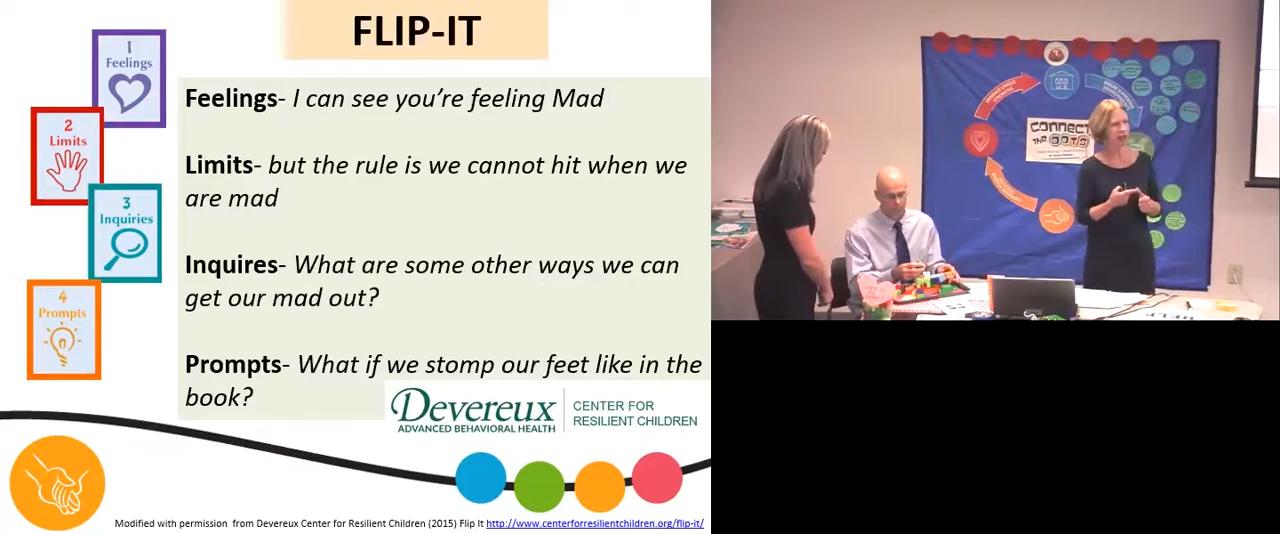 FLIP-IT
1
Feelings
2
Limits
3
Inquiries
4
Prompts
Feelings- I can see you’re feeling Mad
Limits- but the rule is we cannot hit when we
are mad
Inquires- What are some other ways we can
get our mad out?
Prompts- What if we stomp our feet like in the
book?
Devereux
ADVANCED BEHAVIORAL HEALTH
CENTER FOR
RESILIENT CHILDREN
Modified with permission from Devereux Center for Resilient Children (2015) Flip It http://www.centerforresilientchildren.org/flip-it/
CONNECT
THE DOTS